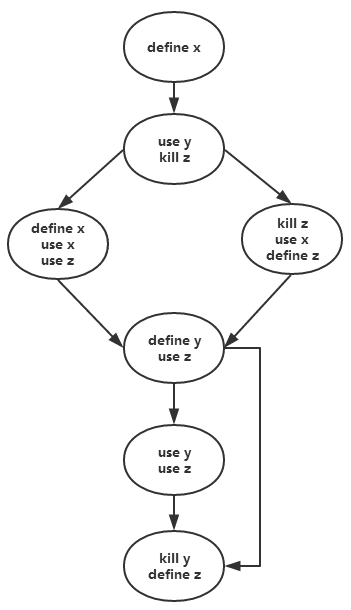 define x
use y
kill z
define x
use x
use z
kill z
use x
define z
define y
use z
use y
use z
kill y
define z